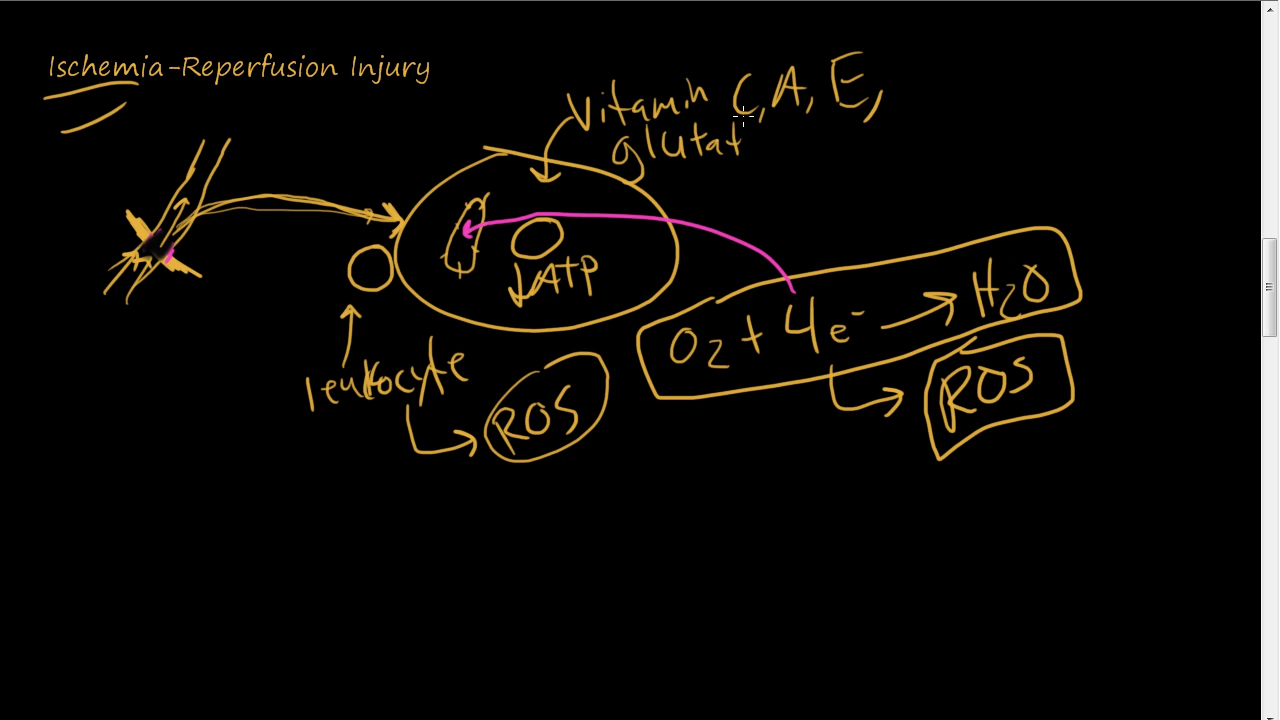 Ischemia-Reperfusion Injury
Vitamin C, A, E,
glutat
↓ATP
O2 + 4e- → H2O
leukocyte
ROS
ROS